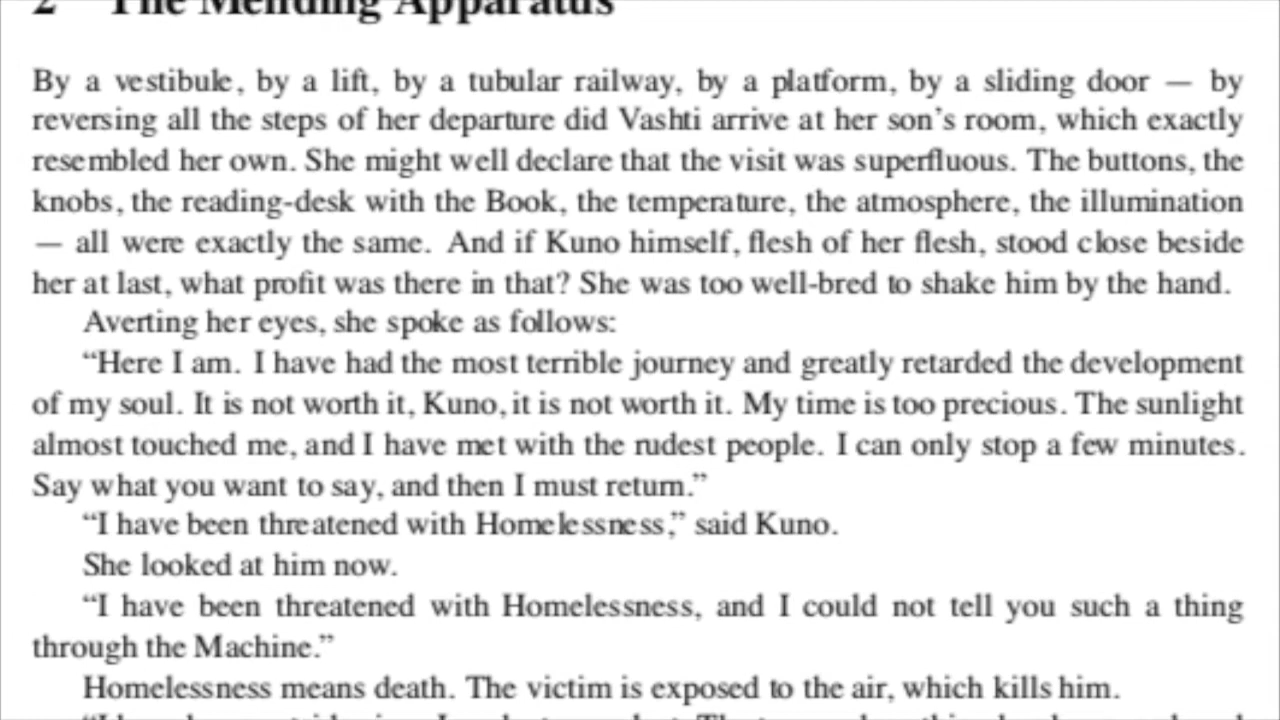 2 The Mending Apparatus
By a vestibule, by a lift, by a tubular railway, by a platform, by a sliding door — by
reversing all the steps of her departure did Vashti arrive at her son’s room, which exactly
resembled her own. She might well declare that the visit was superfluous. The buttons, the
knobs, the reading-desk with the Book, the temperature, the atmosphere, the illumination
— all were exactly the same. And if Kuno himself, flesh of her flesh, stood close beside
her at last, what profit was there in that? She was too well-bred to shake him by the hand.
Averting her eyes, she spoke as follows:
“Here I am. I have had the most terrible journey and greatly retarded the development
of my soul. It is not worth it, Kuno, it is not worth it. My time is too precious. The sunlight
almost touched me, and I have met with the rudest people. I can only stop a few minutes.
Say what you want to say, and then I must return.”
“I have been threatened with Homelessness,” said Kuno.
She looked at him now.
“I have been threatened with Homelessness, and I could not tell you such a thing
through the Machine.”
Homelessness means death. The victim is exposed to the air, which kills him.